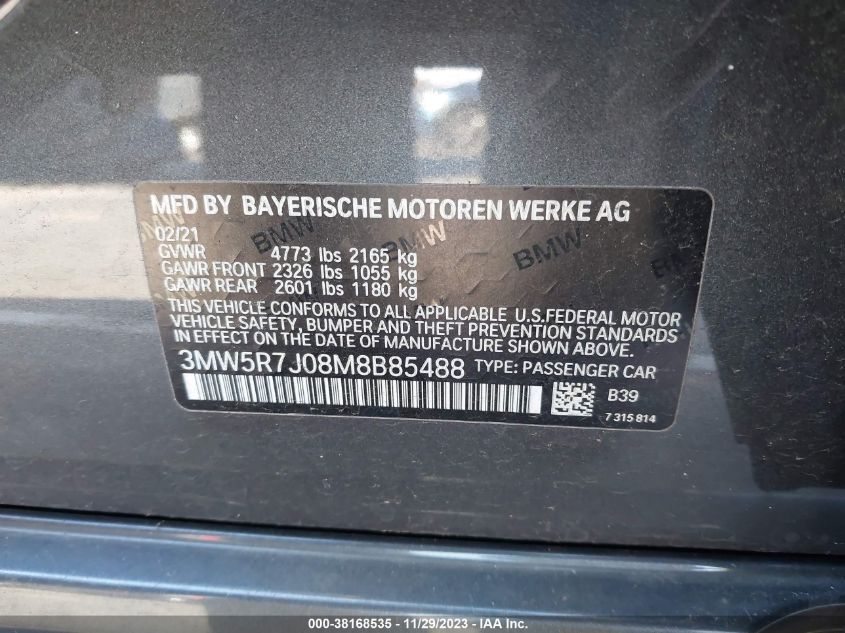 MFD BY BAYERISCHE MOTOREN WERKE AG
02/21
GVWR 4773 lbs 2165 kg
GAWR FRONT 2326 lbs 1055 kg
GAWR REAR 2601 lbs 1180 kg
THIS VEHICLE CONFORMS TO ALL APPLICABLE U.S.FEDERAL MOTOR
VEHICLE SAFETY, BUMPER AND THEFT PREVENTION STANDARDS
IN EFFECT ON THE DATE OF MANUFACTURE SHOWN ABOVE.
3MW5R7J08M8B85488 TYPE: PASSENGER CAR
B39
7 315 814
BMW
BMW
BMW
BMW
BMW
000-38168535 - 11/29/2023 - IAA Inc.